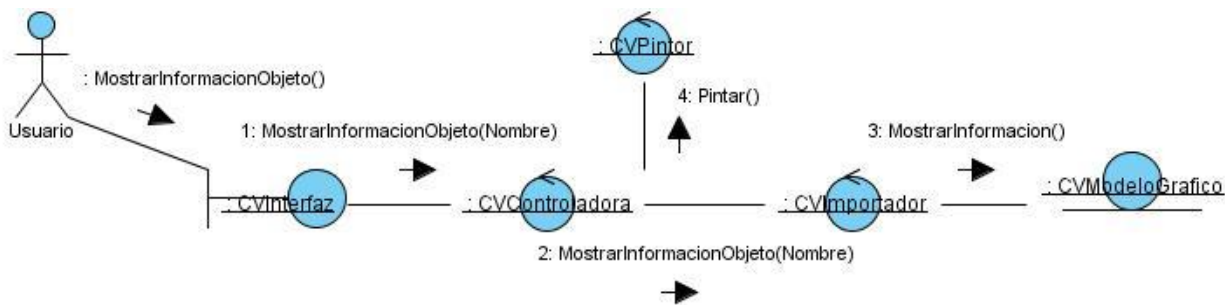 : CVPintor
: MostrarInformacionObjeto()
4: Pintar()
Usuario
1: MostrarInformacionObjeto(Nombre)
3: MostrarInformacion()
: CVInterfaz
: CVControladora
: CVImportador
: CVModeloGrafico
2: MostrarInformacionObjeto(Nombre)